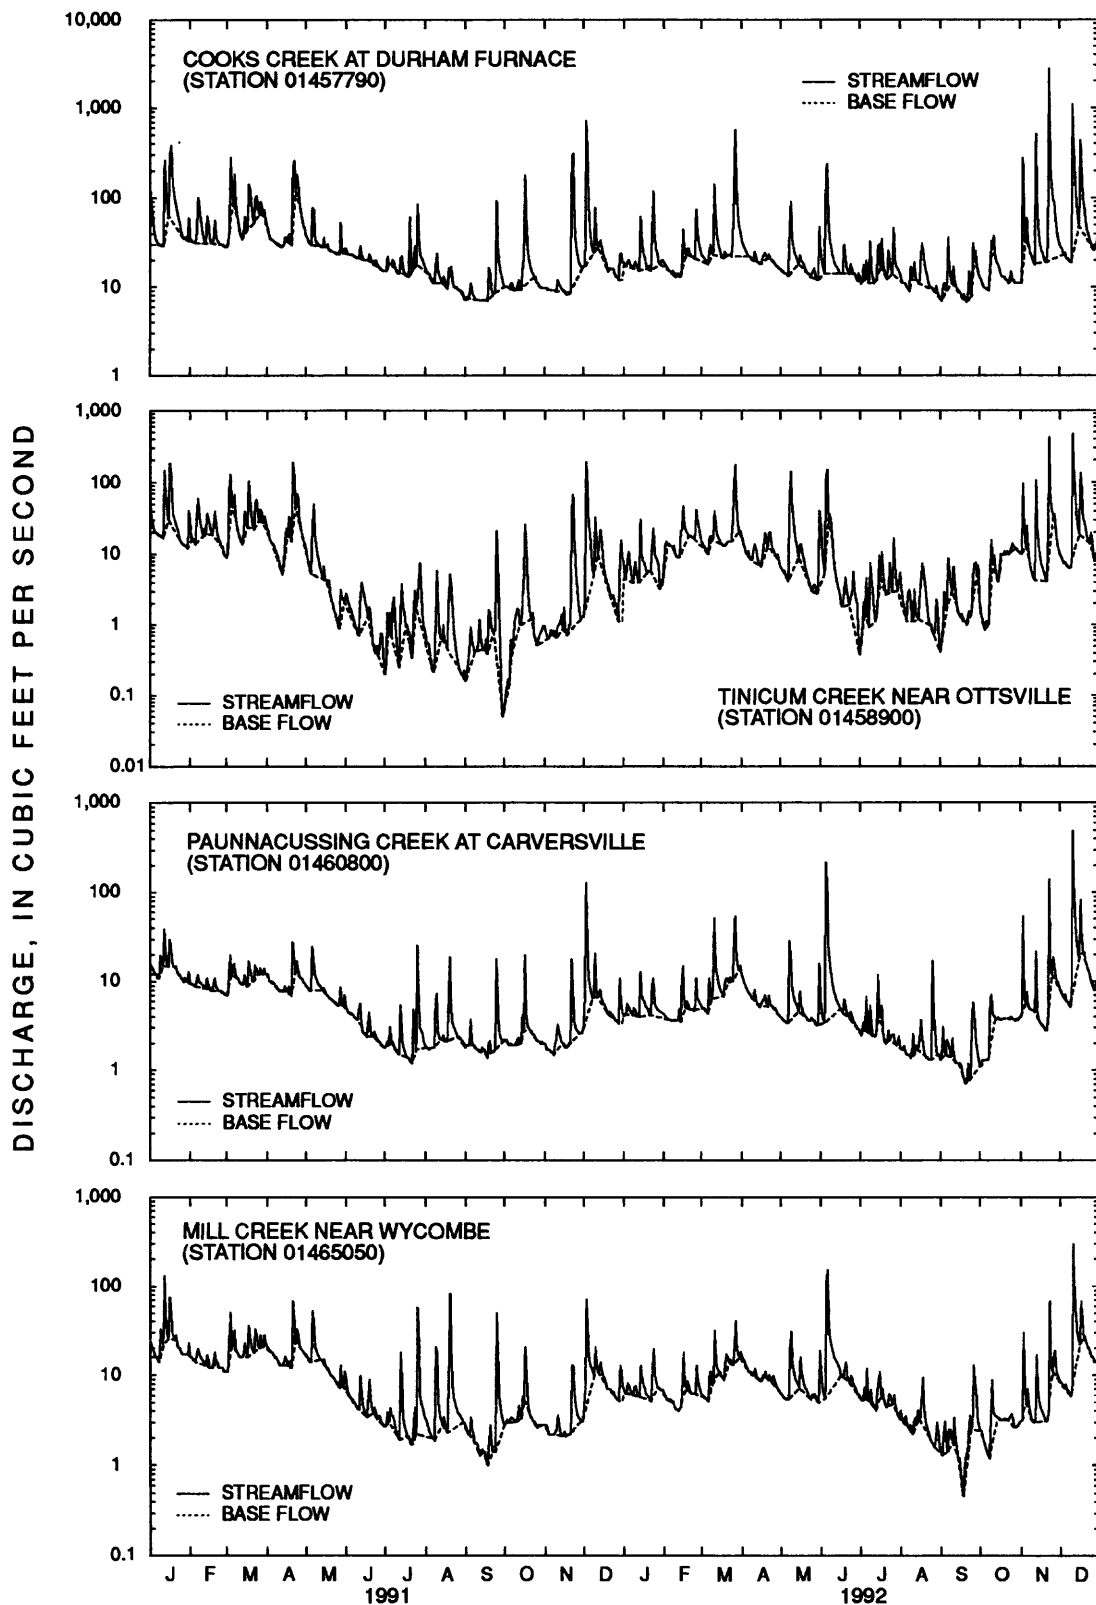 DISCHARGE, IN CUBIC FEET PER SECOND
10,000
1,000
100
10
1
COOKS CREEK AT DURHAM FURNACE
(STATION 01457790)
STREAMFLOW
BASE FLOW
1,000
100
10
1
0.1
0.01
STREAMFLOW
BASE FLOW
TINICUM CREEK NEAR OTTSVILLE
(STATION 01458900)
1,000
100
10
1
0.1
PAUNNACUSSING CREEK AT CARVERSVILLE
(STATION 01460800)
STREAMFLOW
BASE FLOW
1,000
100
10
1
0.1
MILL CREEK NEAR WYCOMBE
(STATION 01465050)
STREAMFLOW
BASE FLOW
J F M A M J J A S O N D J F M A M J J A S O N D
1991 1992